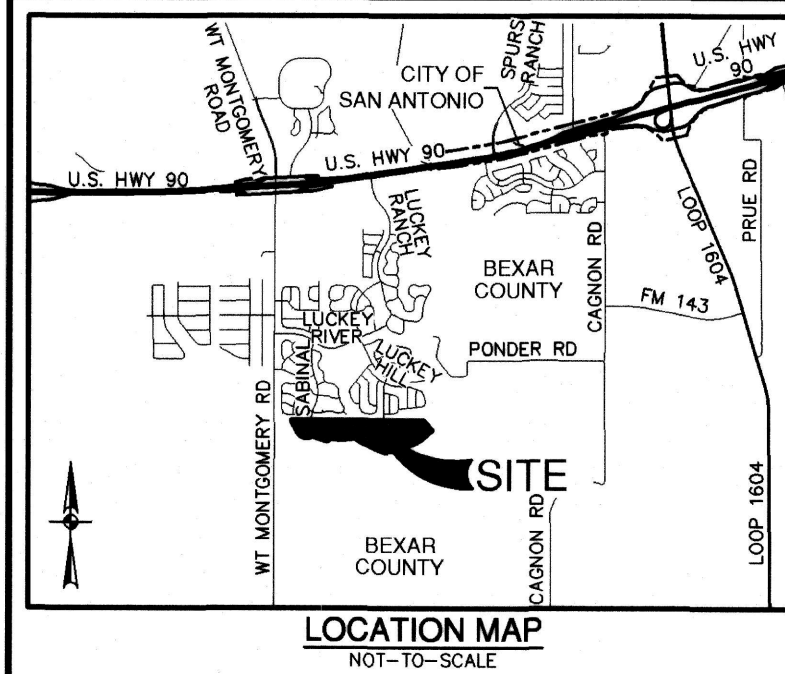 WT MONTGOMERY
ROAD
SPURS
RANCH
CITY OF
SAN ANTONIO
U.S. HWY
90
U.S. HWY 90
U.S. HWY 90
LUCKEY
RANCH
BEXAR
COUNTY
CAGNON RD
LOOP 1604
PRUE RD
FM 143
LUCKEY
RIVER
PONDER RD
LUCKEY
HILL
SABINAL
WT MONTGOMERY RD
SITE
BEXAR
COUNTY
CAGNON RD
LOOP 1604
LOCATION MAP
NOT-TO-SCALE